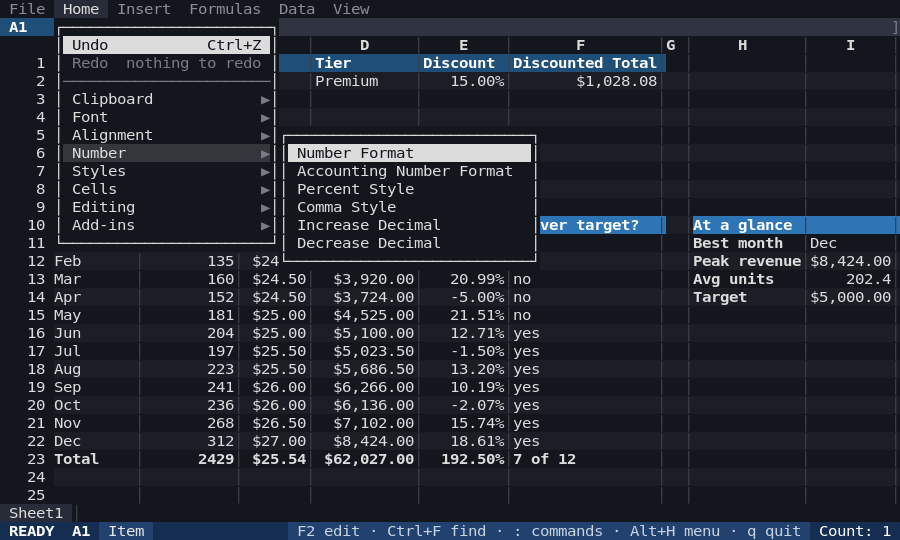 File Home Insert Formulas Data View
A1 ]
Undo Ctrl+Z D E F G H I
1 Redo nothing to redo Tier Discount Discounted Total
2 Premium 15.00% $1,028.08
3 Clipboard ▶
4 Font ▶
5 Alignment ▶
6 Number ▶ Number Format
7 Styles ▶ Accounting Number Format
8 Cells ▶ Percent Style
9 Editing ▶ Comma Style
10 Add-ins ▶ Increase Decimal ver target? At a glance
11 Decrease Decimal Best month Dec
12 Feb 135 $24 Peak revenue $8,424.00
13 Mar 160 $24.50 $3,920.00 20.99% no Avg units 202.4
14 Apr 152 $24.50 $3,724.00 -5.00% no Target $5,000.00
15 May 181 $25.00 $4,525.00 21.51% no
16 Jun 204 $25.00 $5,100.00 12.71% yes
17 Jul 197 $25.50 $5,023.50 -1.50% yes
18 Aug 223 $25.50 $5,686.50 13.20% yes
19 Sep 241 $26.00 $6,266.00 10.19% yes
20 Oct 236 $26.00 $6,136.00 -2.07% yes
21 Nov 268 $26.50 $7,102.00 15.74% yes
22 Dec 312 $27.00 $8,424.00 18.61% yes
23 Total 2429 $25.54 $62,027.00 192.50% 7 of 12
24
25
Sheet1
READY A1 Item F2 edit · Ctrl+F find · : commands · Alt+H menu · q quit Count: 1